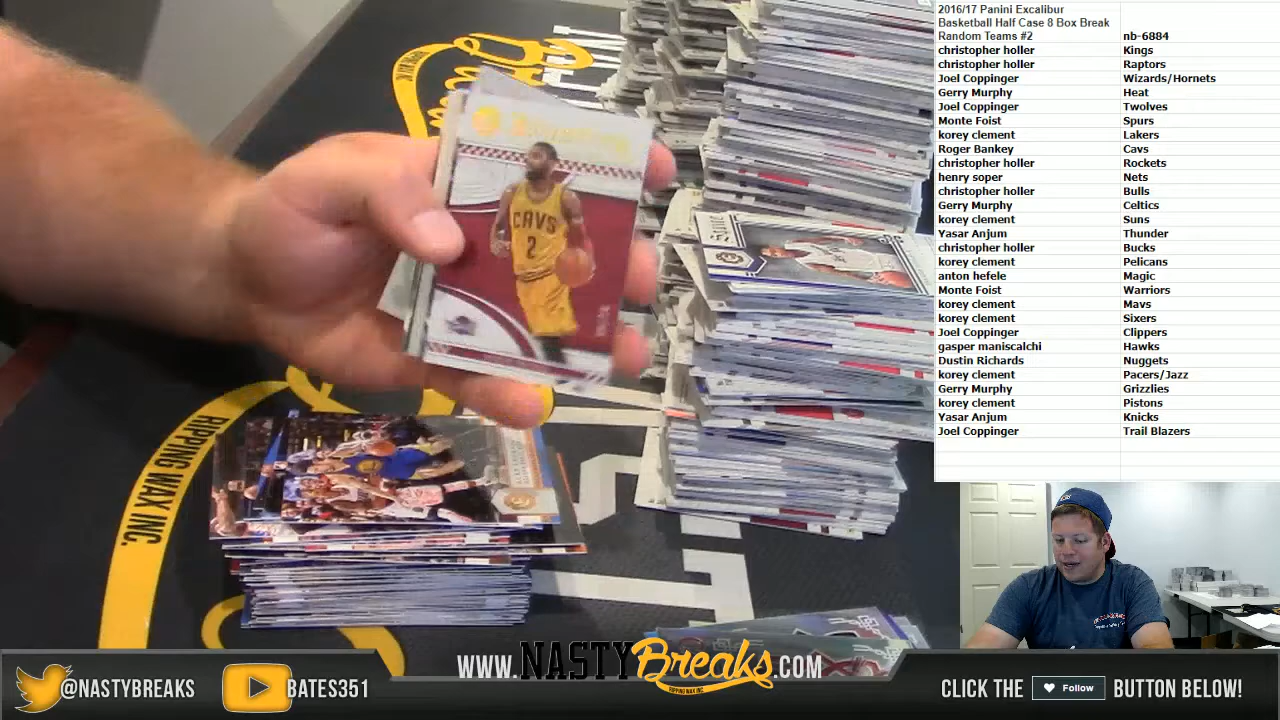 2016/17 Panini Excalibur
Basketball Half Case 8 Box Break
Random Teams #2 nb-6884
christopher holler Kings
christopher holler Raptors
Joel Coppinger Wizards/Hornets
Gerry Murphy Heat
Joel Coppinger Twolves
Monte Foist Spurs
korey clement Lakers
Roger Bankey Cavs
christopher holler Rockets
henry soper Nets
christopher holler Bulls
Gerry Murphy Celtics
korey clement Suns
Yasar Anjum Thunder
christopher holler Bucks
korey clement Pelicans
anton hefele Magic
Monte Foist Warriors
korey clement Mavs
korey clement Sixers
Joel Coppinger Clippers
gasper maniscalchi Hawks
Dustin Richards Nuggets
korey clement Pacers/Jazz
Gerry Murphy Grizzlies
korey clement Pistons
Yasar Anjum Knicks
Joel Coppinger Trail Blazers
CAVS
2
RIPPING WAX INC.
@NASTYBREAKS
BATES351
WWW.NASTYBreaks.COM
RIPPING WAX INC
CLICK THE Follow BUTTON BELOW!